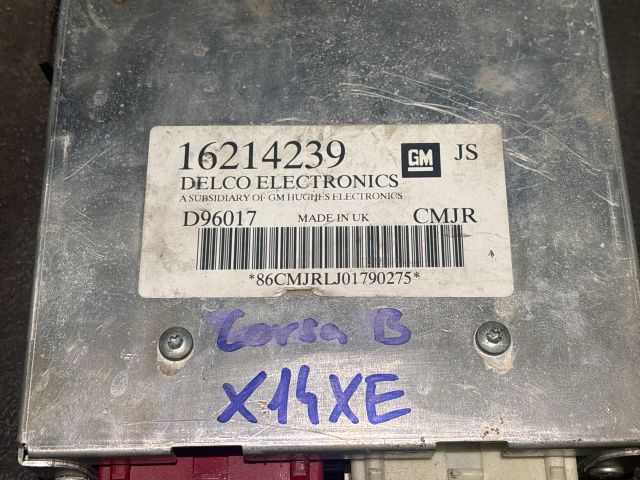 16214239 GM JS
DELCO ELECTRONICS
A SUBSIDIARY OF GM HUGHES ELECTRONICS
D96017 MADE IN UK CMJR
*86CMJRLJ01790275*
Corsa B
X14XE